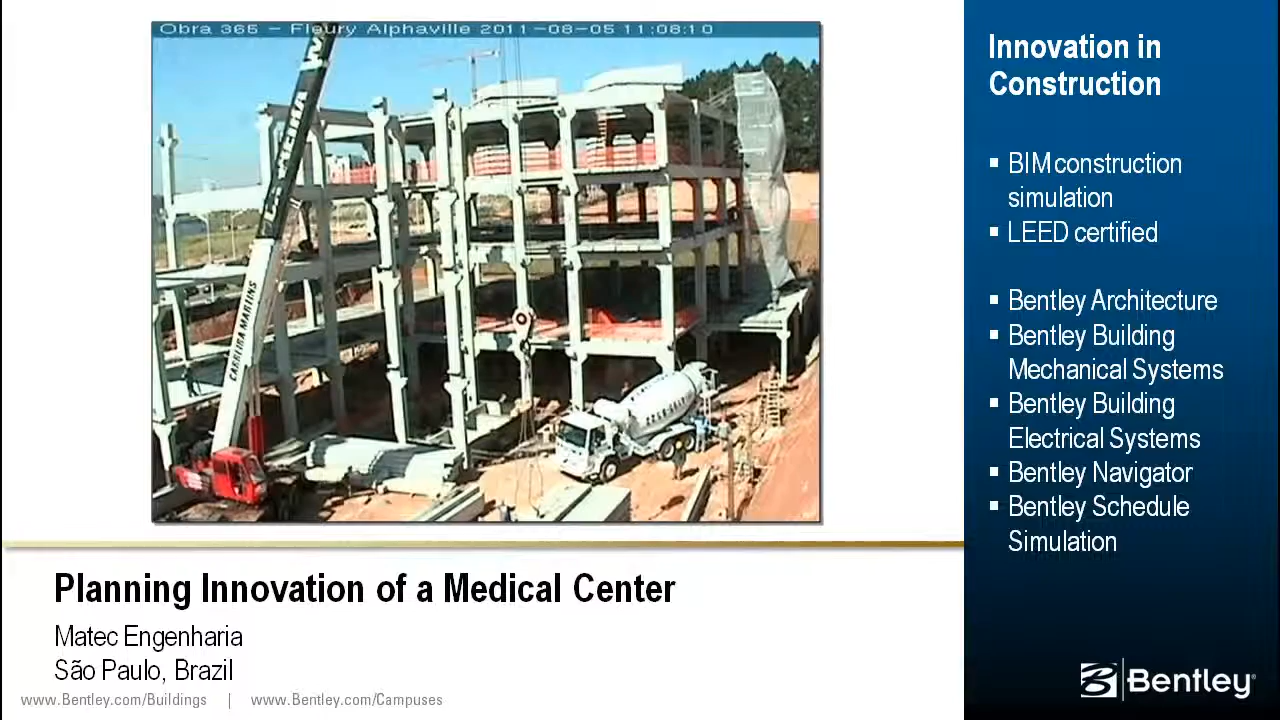 Obra 365 - Fleury Alphaville 2011-08-05 11:08:10
CARREIRA MARTINS
Planning Innovation of a Medical Center
Matec Engenharia
São Paulo, Brazil
www.Bentley.com/Buildings | www.Bentley.com/Campuses
Innovation in
Construction
▪ BIM construction
simulation
▪ LEED certified
▪ Bentley Architecture
▪ Bentley Building
Mechanical Systems
▪ Bentley Building
Electrical Systems
▪ Bentley Navigator
▪ Bentley Schedule
Simulation
Bentley®